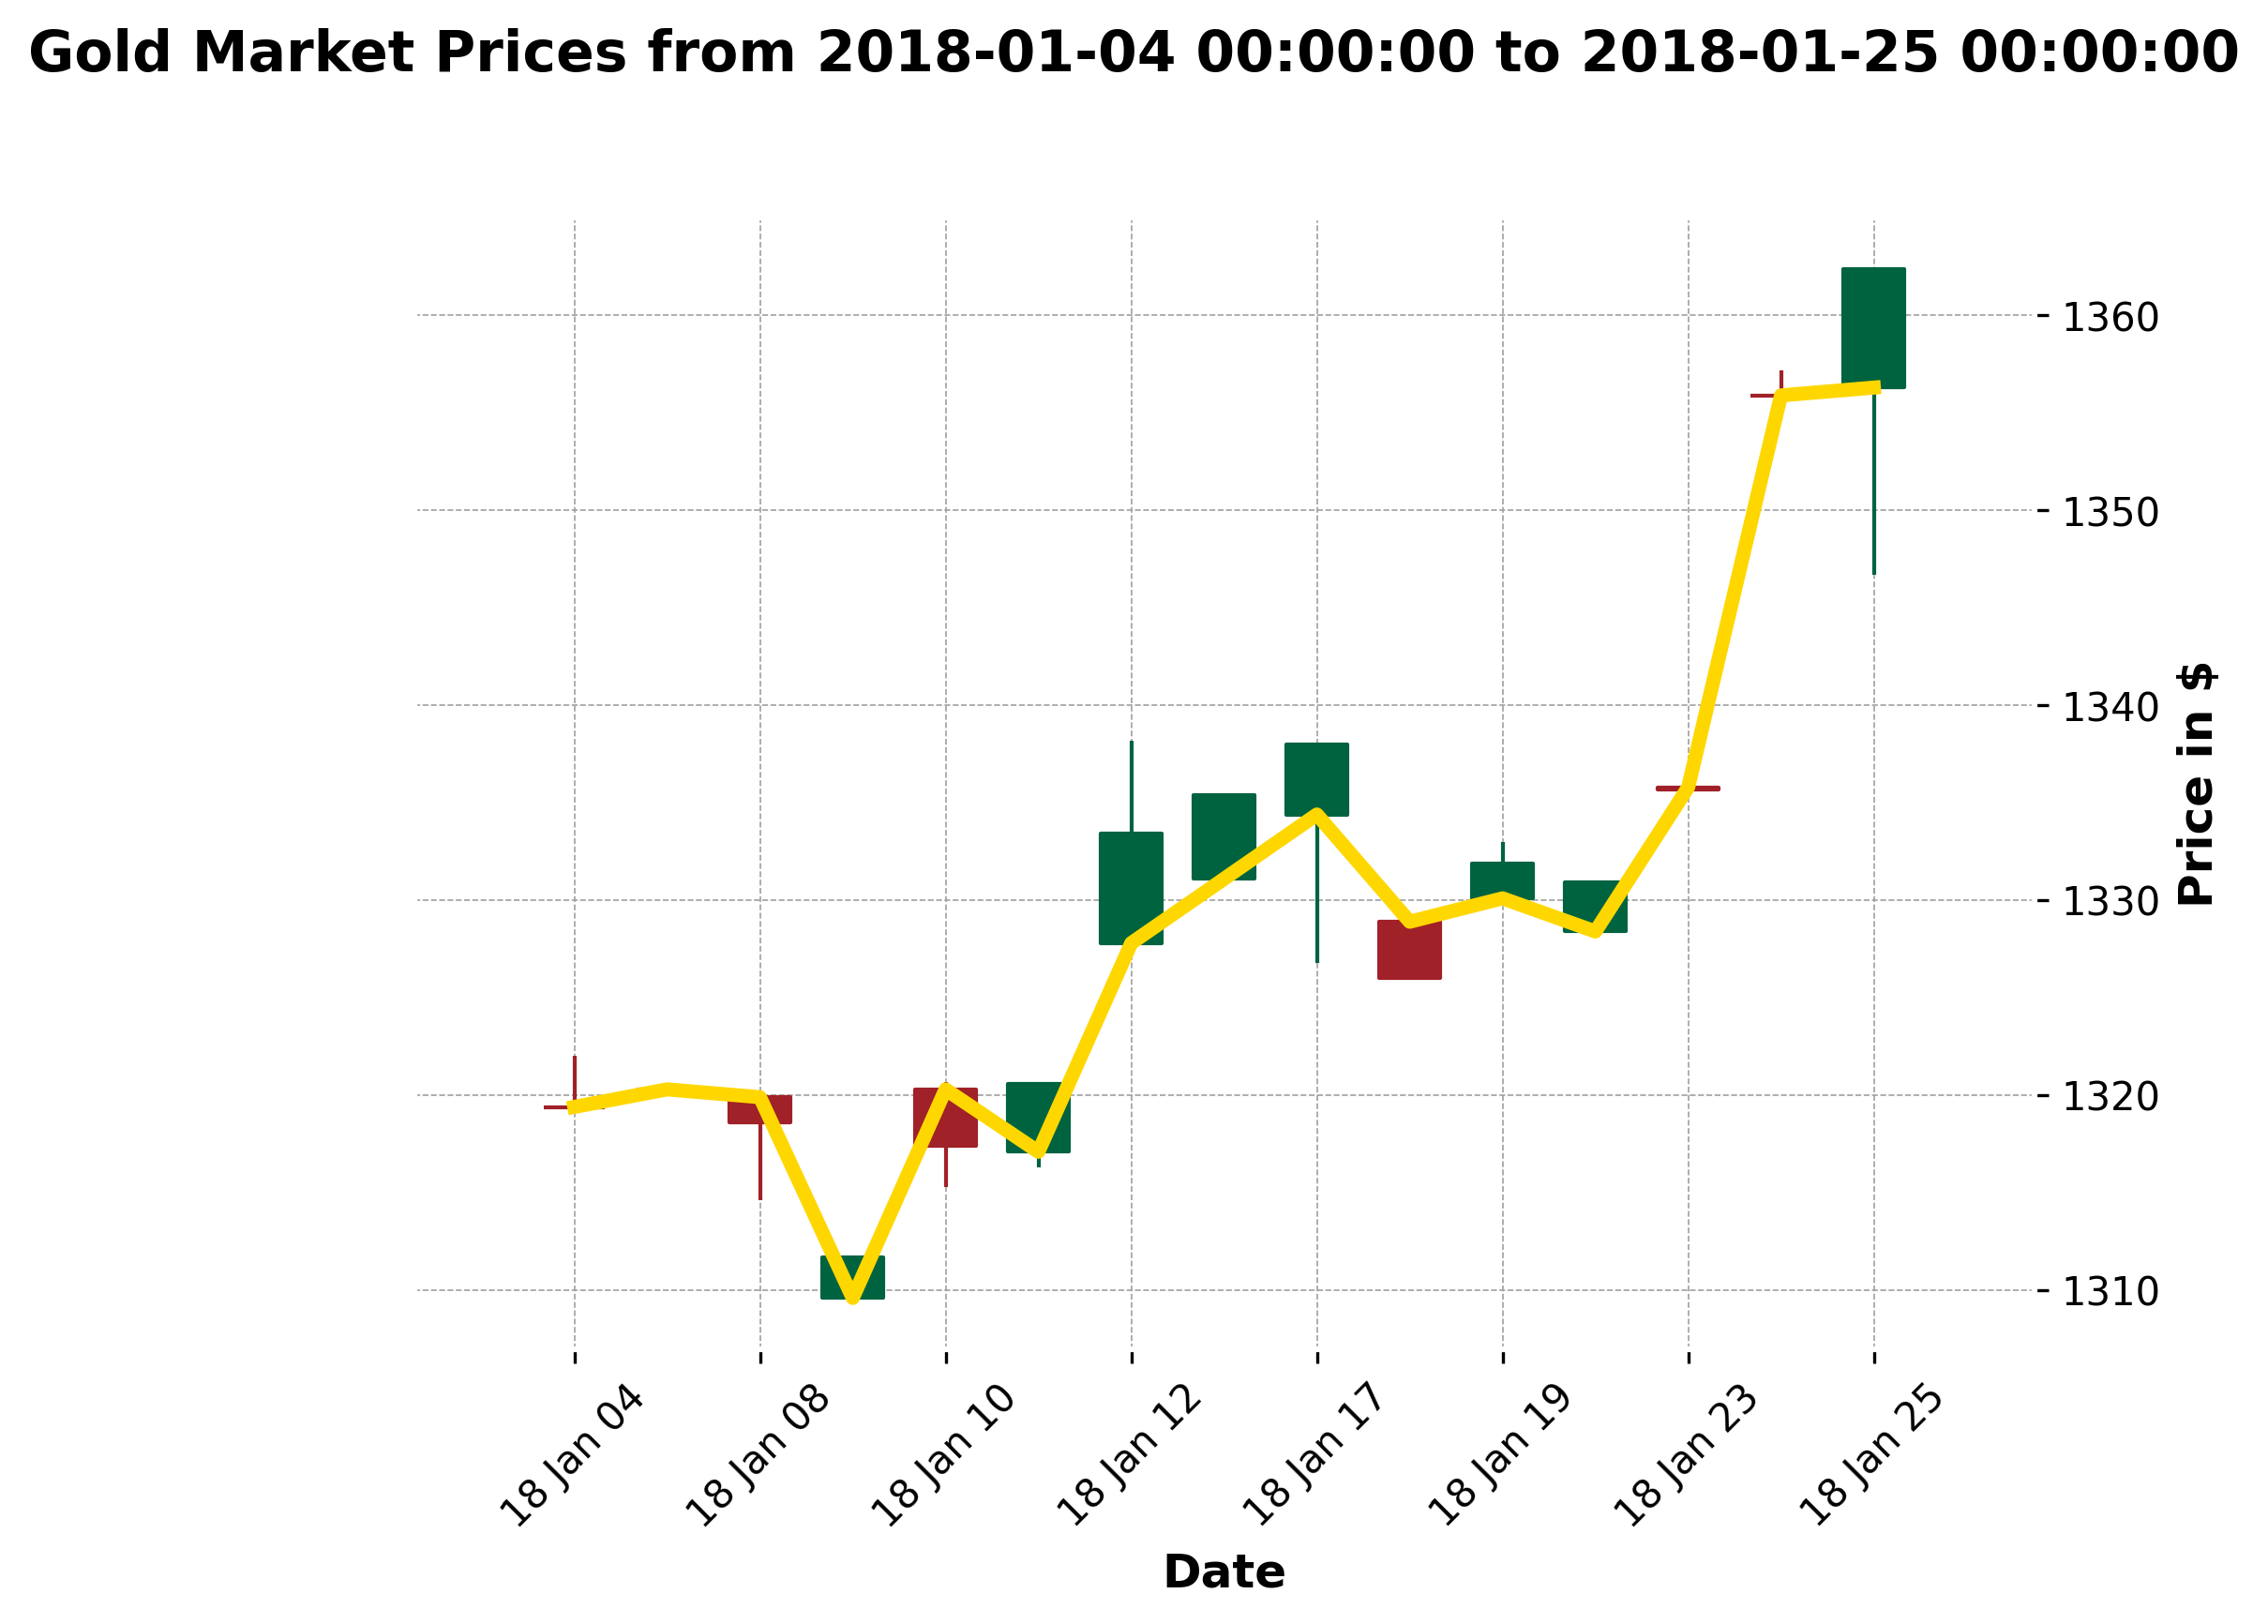 Gold Market Prices from 2018-01-04 00:00:00 to 2018-01-25 00:00:00
1360
1350
1340
1330
1320
1310
Price in $
18 Jan 04
18 Jan 08
18 Jan 10
18 Jan 12
18 Jan 17
18 Jan 19
18 Jan 23
18 Jan 25
Date